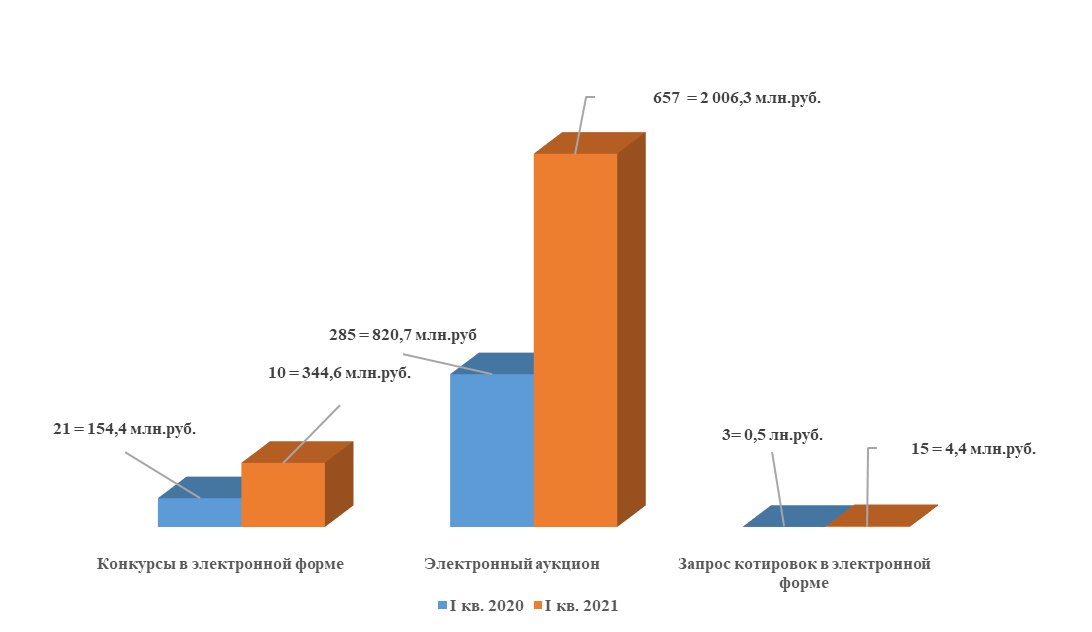 657 = 2 006,3 млн.руб.
285 = 820,7 млн.руб
10 = 344,6 млн.руб.
21 = 154,4 млн.руб.
3= 0,5 лн.руб.
15 = 4,4 млн.руб.
Конкурсы в электронной форме
Электронный аукцион
Запрос котировок в электронной
форме
I кв. 2020
I кв. 2021